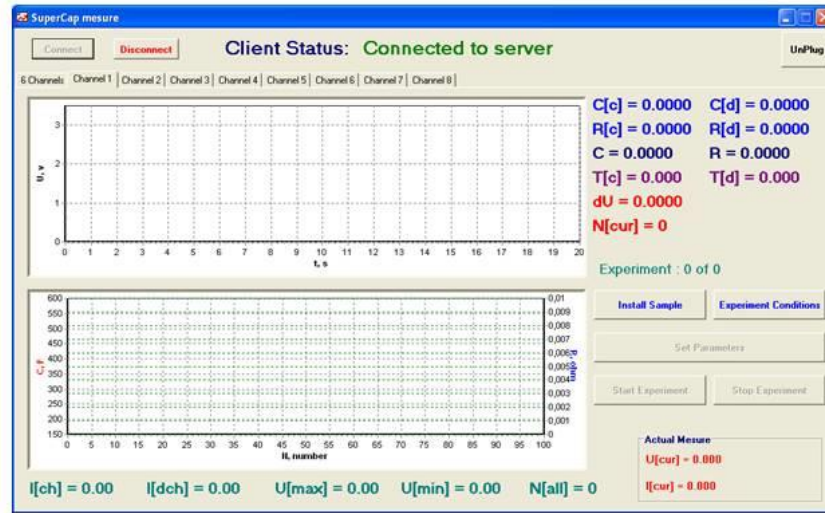 SuperCap mesure
Connect Disconnect Client Status: Connected to server UnPlug
6 Channels Channel 1 Channel 2 Channel 3 Channel 4 Channel 5 Channel 6 Channel 7 Channel 8
C[c] = 0.0000 C[d] = 0.0000
R[c] = 0.0000 R[d] = 0.0000
C = 0.0000 R = 0.0000
T[c] = 0.000 T[d] = 0.000
dU = 0.0000
N[cur] = 0
Experiment : 0 of 0
U, v
3
2
1
0
0 1 2 3 4 5 6 7 8 9 10 11 12 13 14 15 16 17 18 19 20
t, s
Install Sample Experiment Conditions
Set Parameters
Start Experiment Stop Experiment
C, F
600
550
500
450
400
350
300
250
200
150
0,01
0,009
0,008
0,007
0,006
0,005
0,004
0,003
0,002
0,001
0
R, ohm
0 5 10 15 20 25 30 35 40 45 50 55 60 65 70 75 80 85 90 95 100
N, number
Actual Mesure
U[cur] = 0.000
I[cur] = 0.000
I[ch] = 0.00 I[dch] = 0.00 U[max] = 0.00 U[min] = 0.00 N[all] = 0